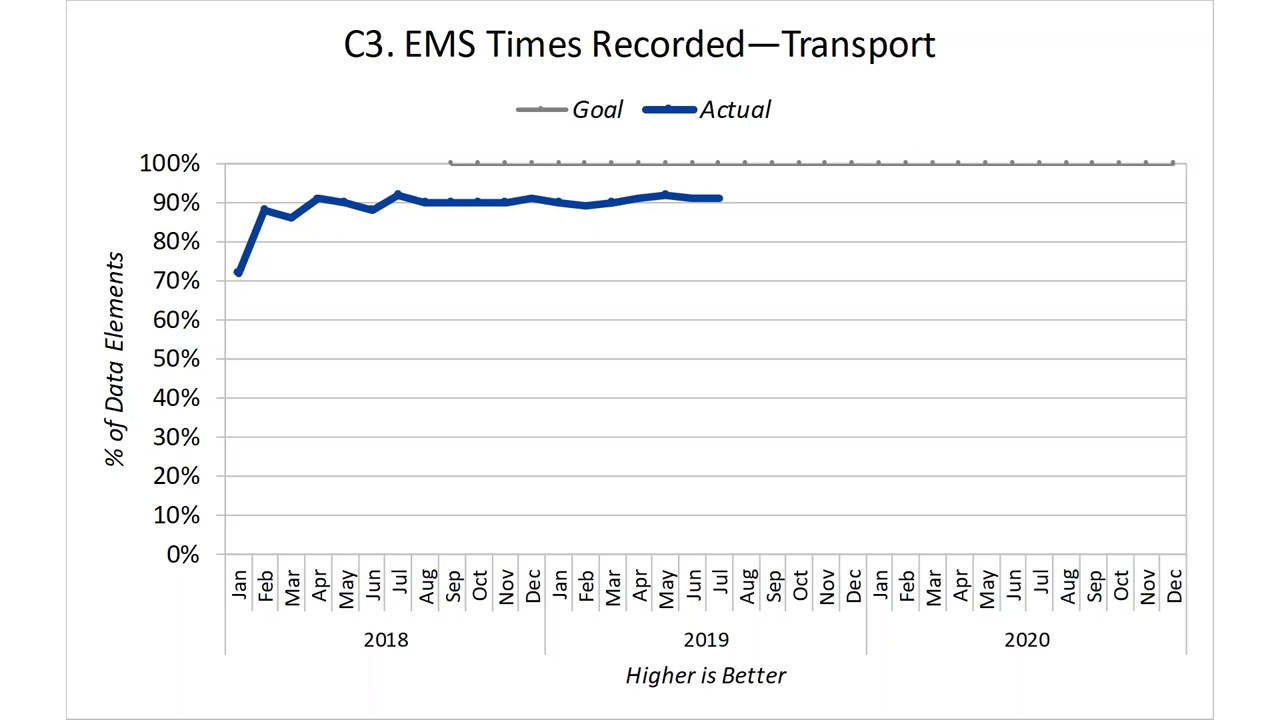 C3. EMS Times Recorded—Transport
Goal Actual
% of Data Elements
100%
90%
80%
70%
60%
50%
40%
30%
20%
10%
0%
Jan Feb Mar Apr May Jun Jul Aug Sep Oct Nov Dec Jan Feb Mar Apr May Jun Jul Aug Sep Oct Nov Dec Jan Feb Mar Apr May Jun Jul Aug Sep Oct Nov Dec
2018 2019 2020
Higher is Better